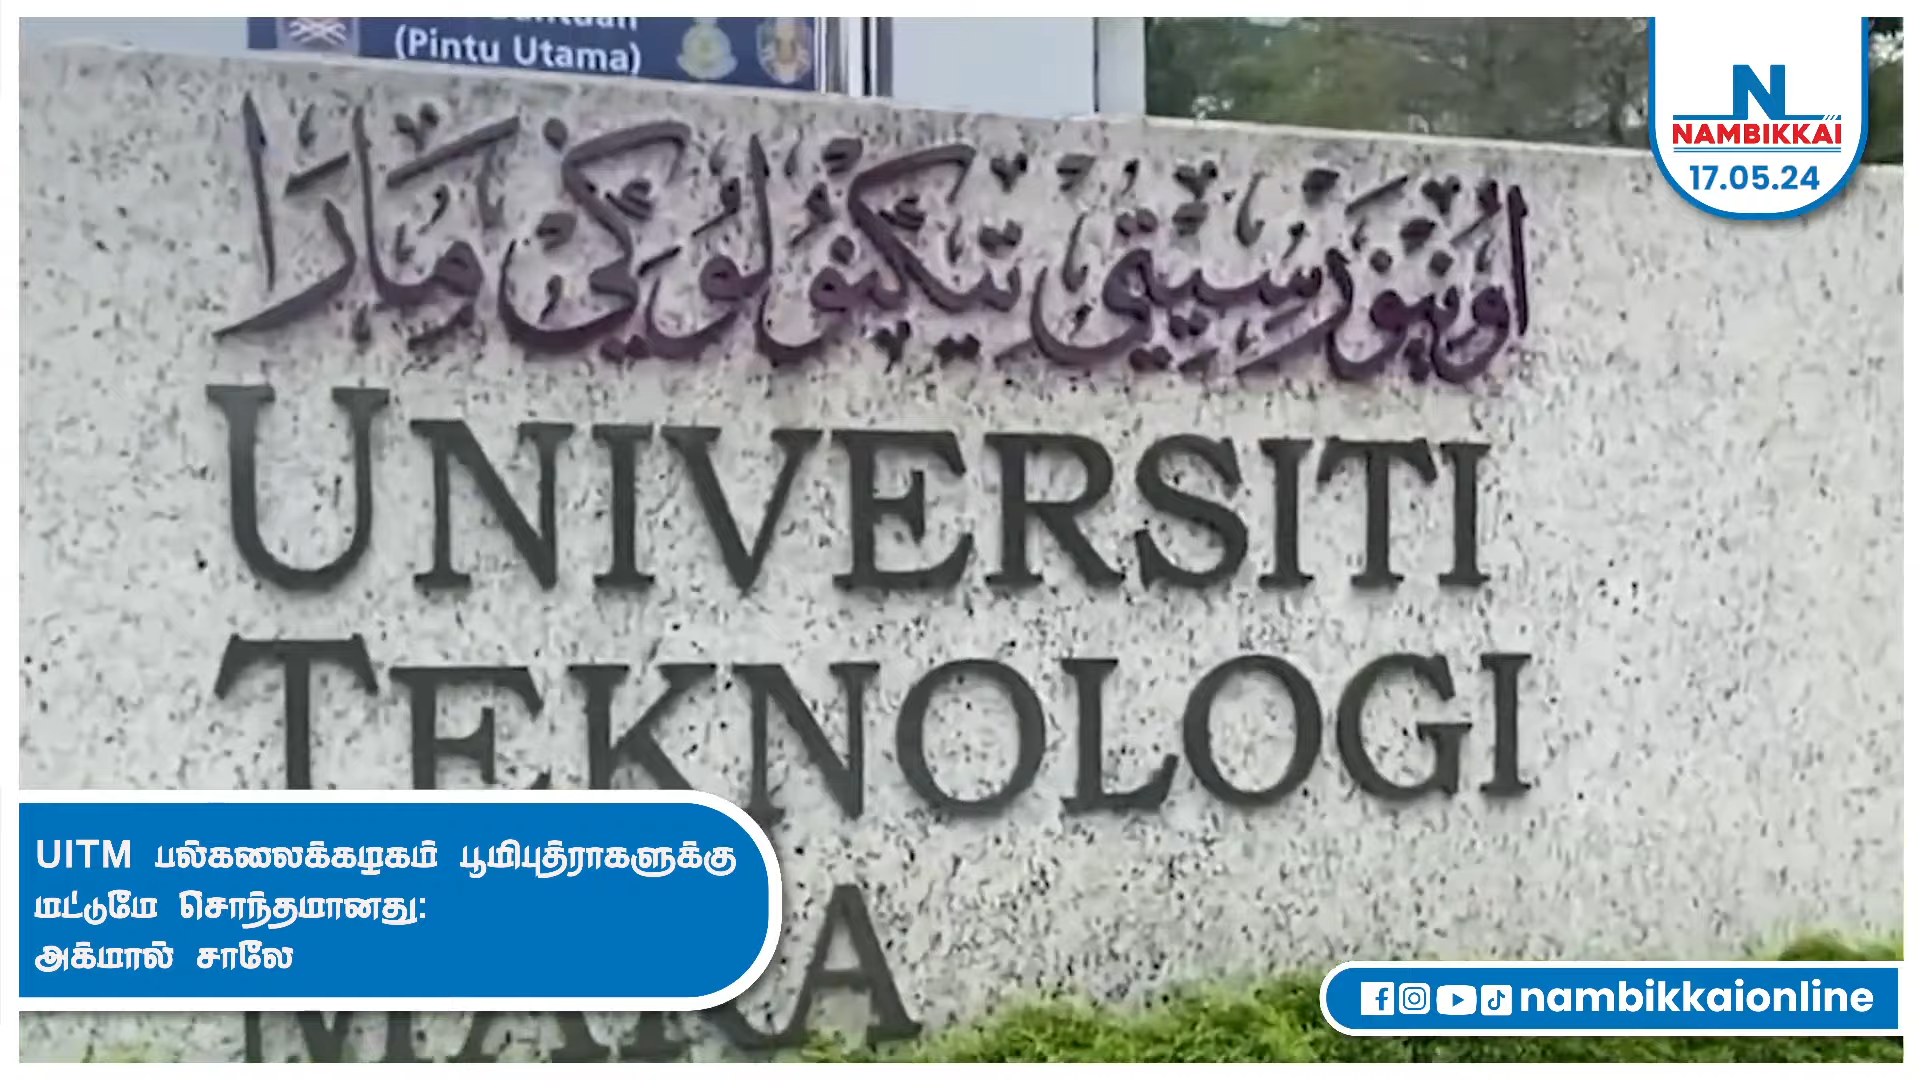 (Pintu Utama)
N
NAMBIKKAI
17.05.24
اونيۏرسيتي تيكنولوݢي مارا
UNIVERSITI
TEKNOLOGI
MARA
UITM பல்கலைக்கழகம் பூமிபுத்ராகளுக்கு
மட்டுமே சொந்தமானது:
அக்மால் சாலே
nambikkaionline